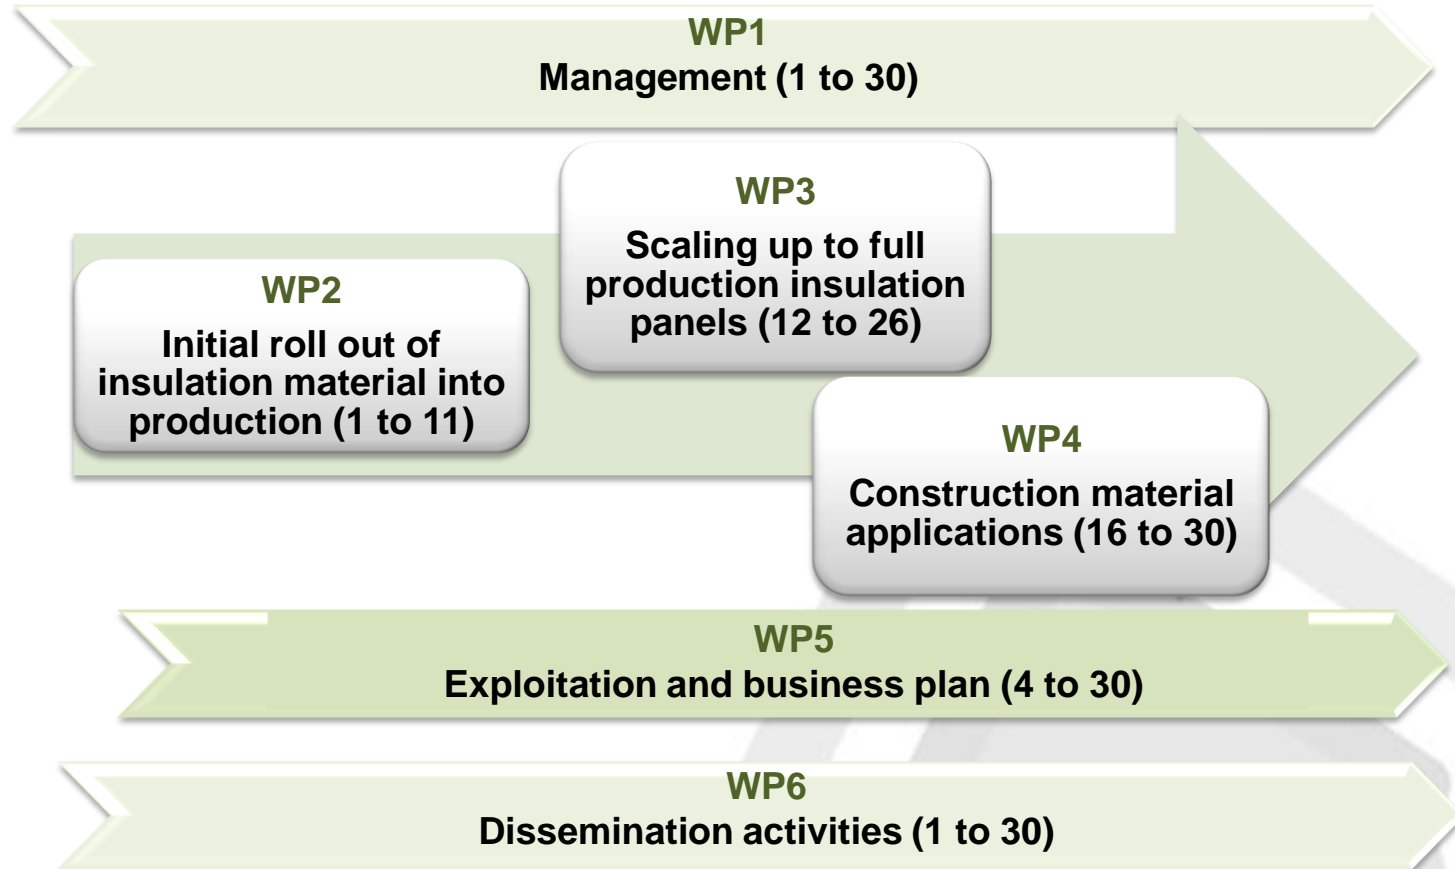 WP1
Management (1 to 30)
WP3
Scaling up to full
production insulation
panels (12 to 26)
WP2
Initial roll out of
insulation material into
production (1 to 11)
WP4
Construction material
applications (16 to 30)
WP5
Exploitation and business plan (4 to 30)
WP6
Dissemination activities (1 to 30)